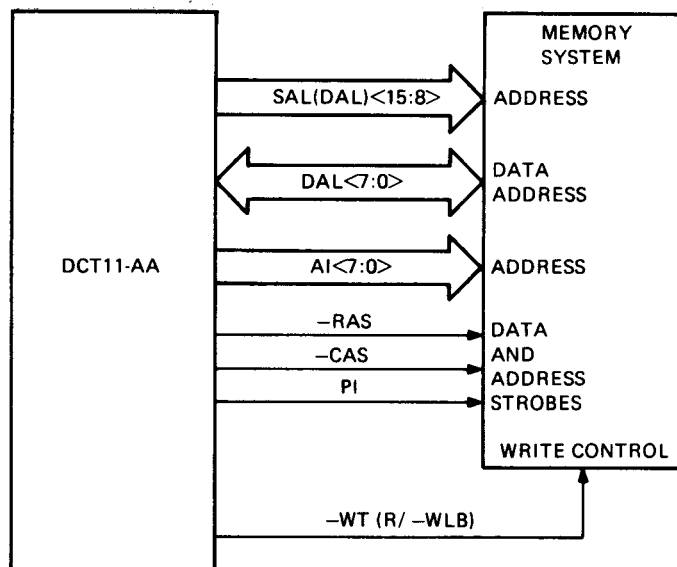 MEMORY
SYSTEM
SAL(DAL)<15:8>
ADDRESS
DAL<7:0>
DATA
ADDRESS
DCT11-AA
AI<7:0>
ADDRESS
—RAS
DATA
—CAS
AND
ADDRESS
PI
STROBES
WRITE CONTROL
—WT (R/ —WLB)